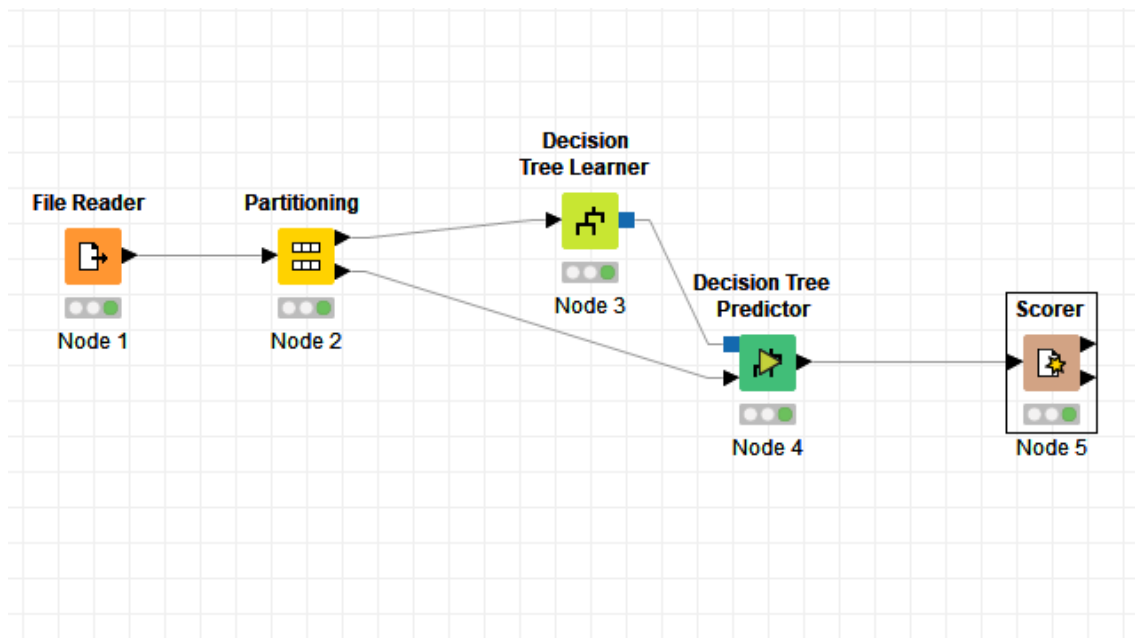 File Reader
Node 1
Partitioning
Node 2
Decision
Tree Learner
Node 3
Decision Tree
Predictor
Node 4
Scorer
Node 5